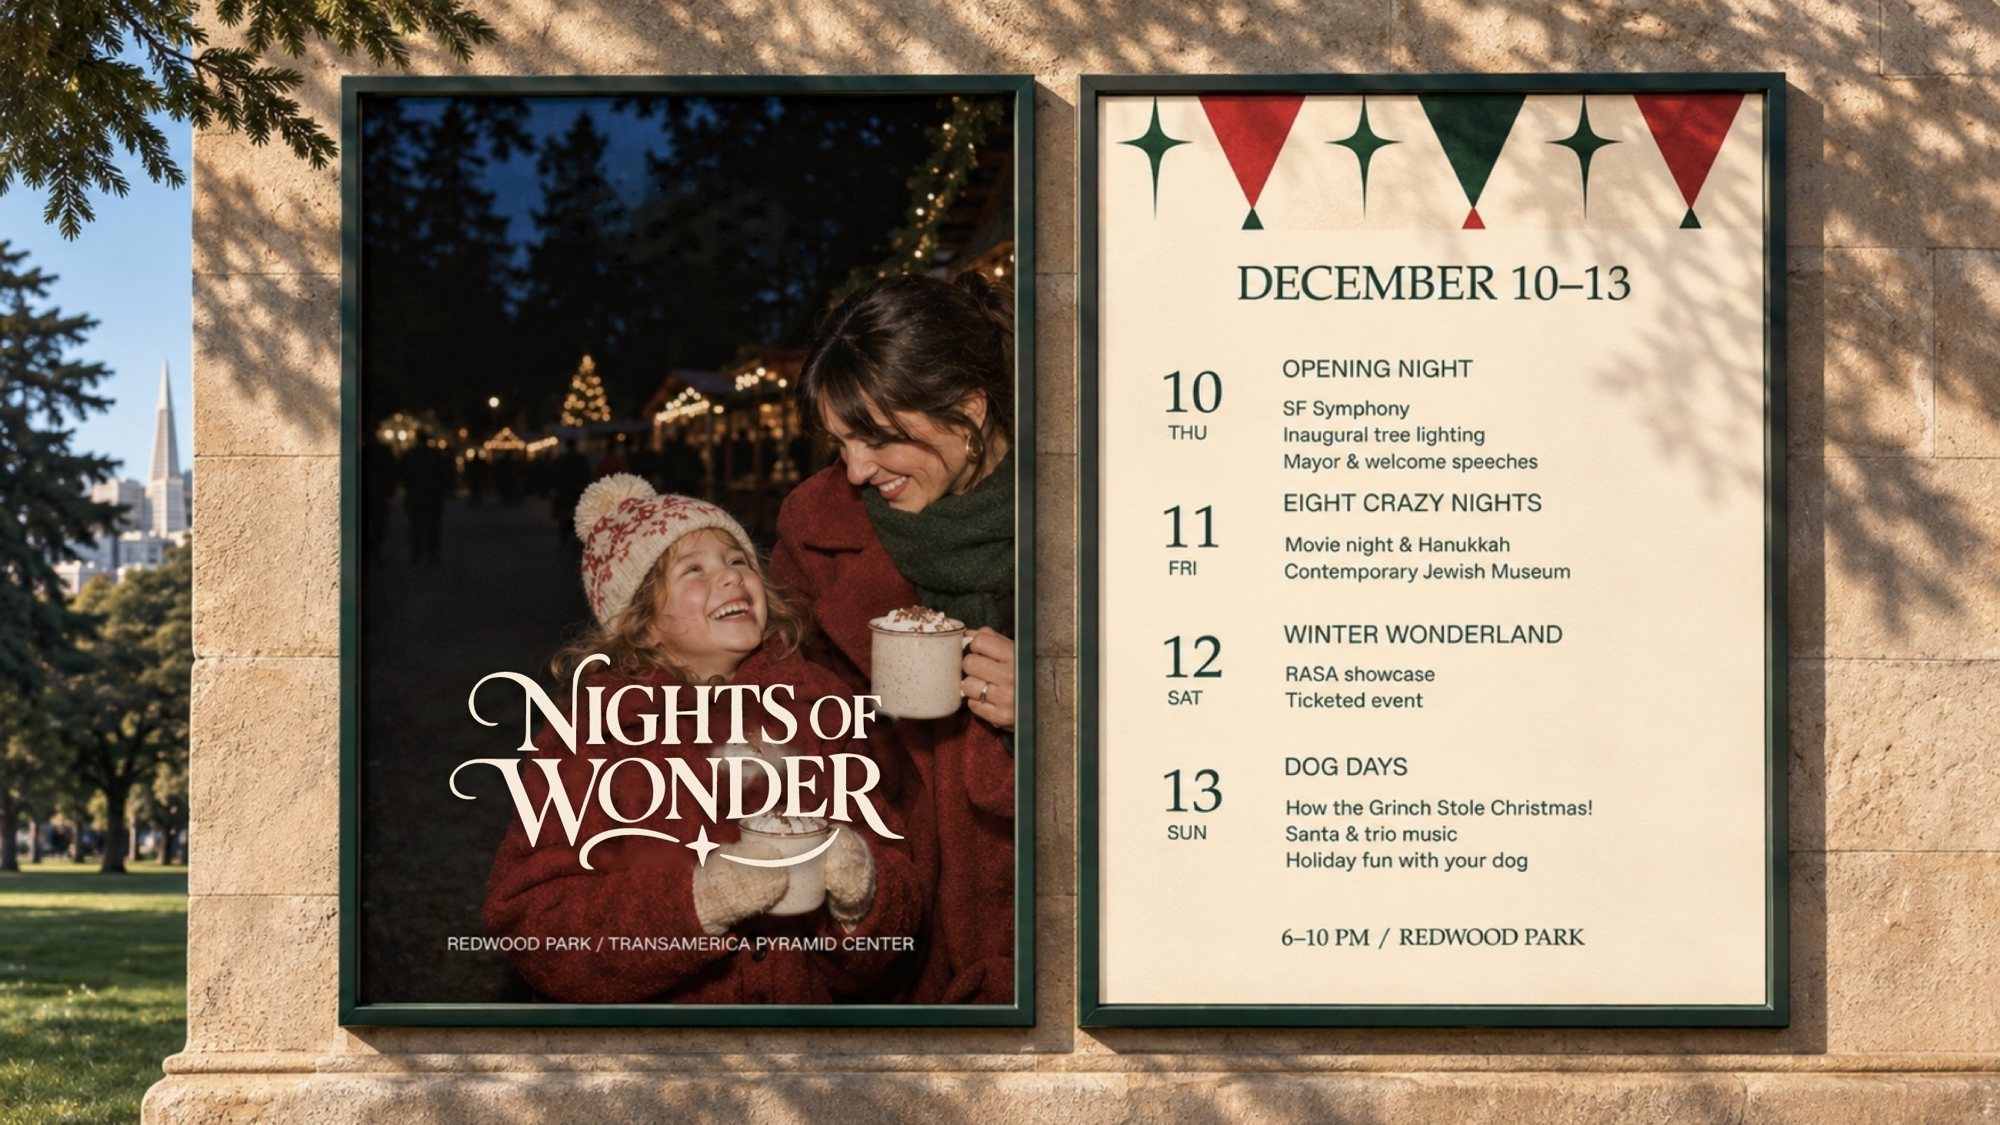 NIGHTS OF
WONDER
REDWOOD PARK / TRANSAMERICA PYRAMID CENTER
DECEMBER 10–13
10
THU
OPENING NIGHT
SF Symphony
Inaugural tree lighting
Mayor & welcome speeches
11
FRI
EIGHT CRAZY NIGHTS
Movie night & Hanukkah
Contemporary Jewish Museum
12
SAT
WINTER WONDERLAND
RASA showcase
Ticketed event
13
SUN
DOG DAYS
How the Grinch Stole Christmas!
Santa & trio music
Holiday fun with your dog
6–10 PM / REDWOOD PARK